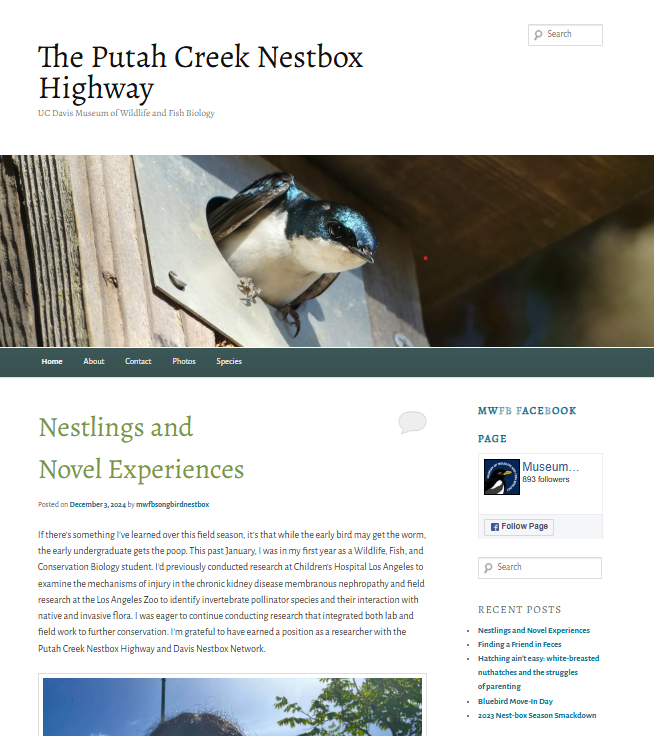 The Putah Creek Nestbox
Highway
UC Davis Museum of Wildlife and Fish Biology
Search
Home
About
Contact
Photos
Species
Nestlings and
Novel Experiences
Posted on December 3, 2024 by mwfbsongbirdnestbox
If there's something I've learned over this field season, it's that while the early bird may get the worm,
the early undergraduate gets the poop. This past January, I was in my first year as a Wildlife, Fish, and
Conservation Biology student. I'd previously conducted research at Children's Hospital Los Angeles to
examine the mechanisms of injury in the chronic kidney disease membranous nephropathy and field
research at the Los Angeles Zoo to identify invertebrate pollinator species and their interaction with
native and invasive flora. I was eager to continue conducting research that integrated both lab and
field work to further conservation. I'm grateful to have earned a position as a researcher with the
Putah Creek Nestbox Highway and Davis Nestbox Network.
MWFB FACEBOOK
PAGE
Museum...
893 followers
Follow Page
Search
RECENT POSTS
Nestlings and Novel Experiences
Finding a Friend in Feces
Hatching ain't easy: white-breasted
nuthatches and the struggles
of parenting
Bluebird Move-In Day
2023 Nest-box Season Smackdown